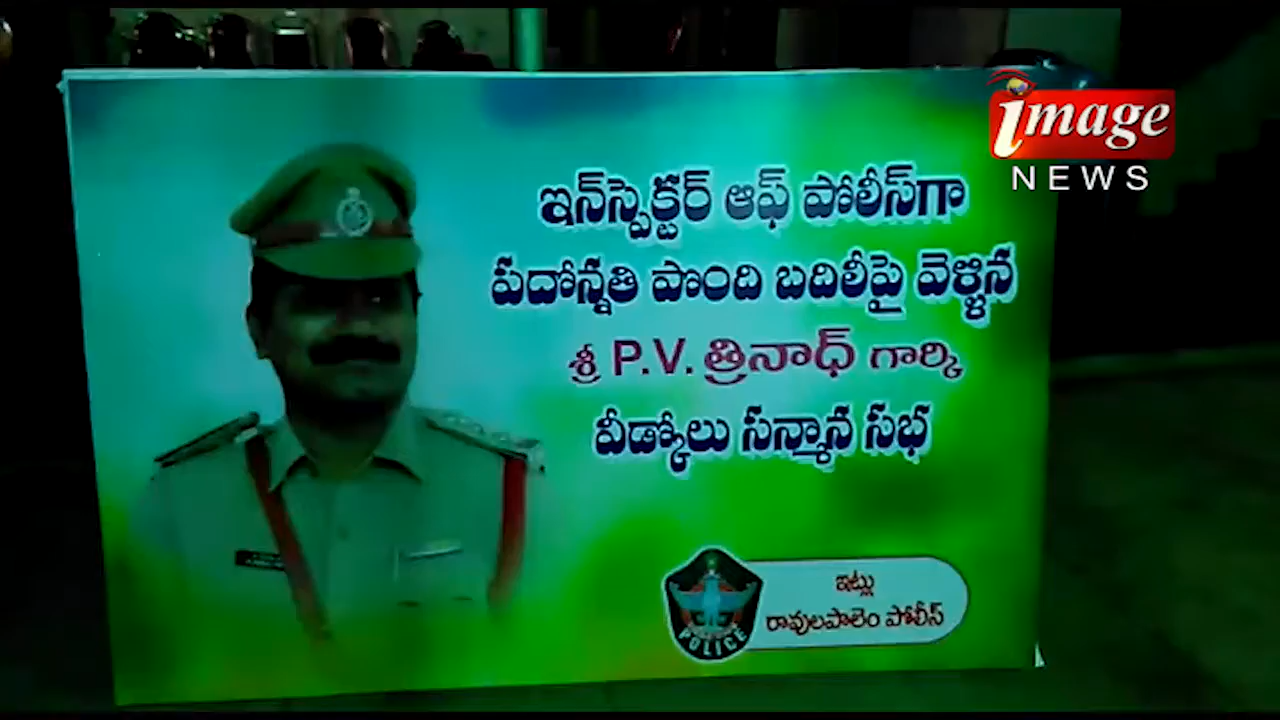 image
NEWS
ఇన్‌స్పెక్టర్ ఆఫ్ పోలీస్‌గా
పదోన్నతి పొంది బదిలీపై వెళ్ళిన
శ్రీ P.V. త్రినాధ్ గార్కి
వీడ్కోలు సన్మాన సభ
ఇట్లు
రావులపాలెం పోలీస్
POLICE